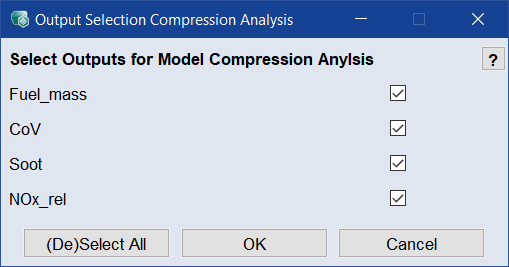 Output Selection Compression Analysis
Select Outputs for Model Compression Anylsis
?
Fuel_mass
CoV
Soot
NOx_rel
(De)Select All OK Cancel